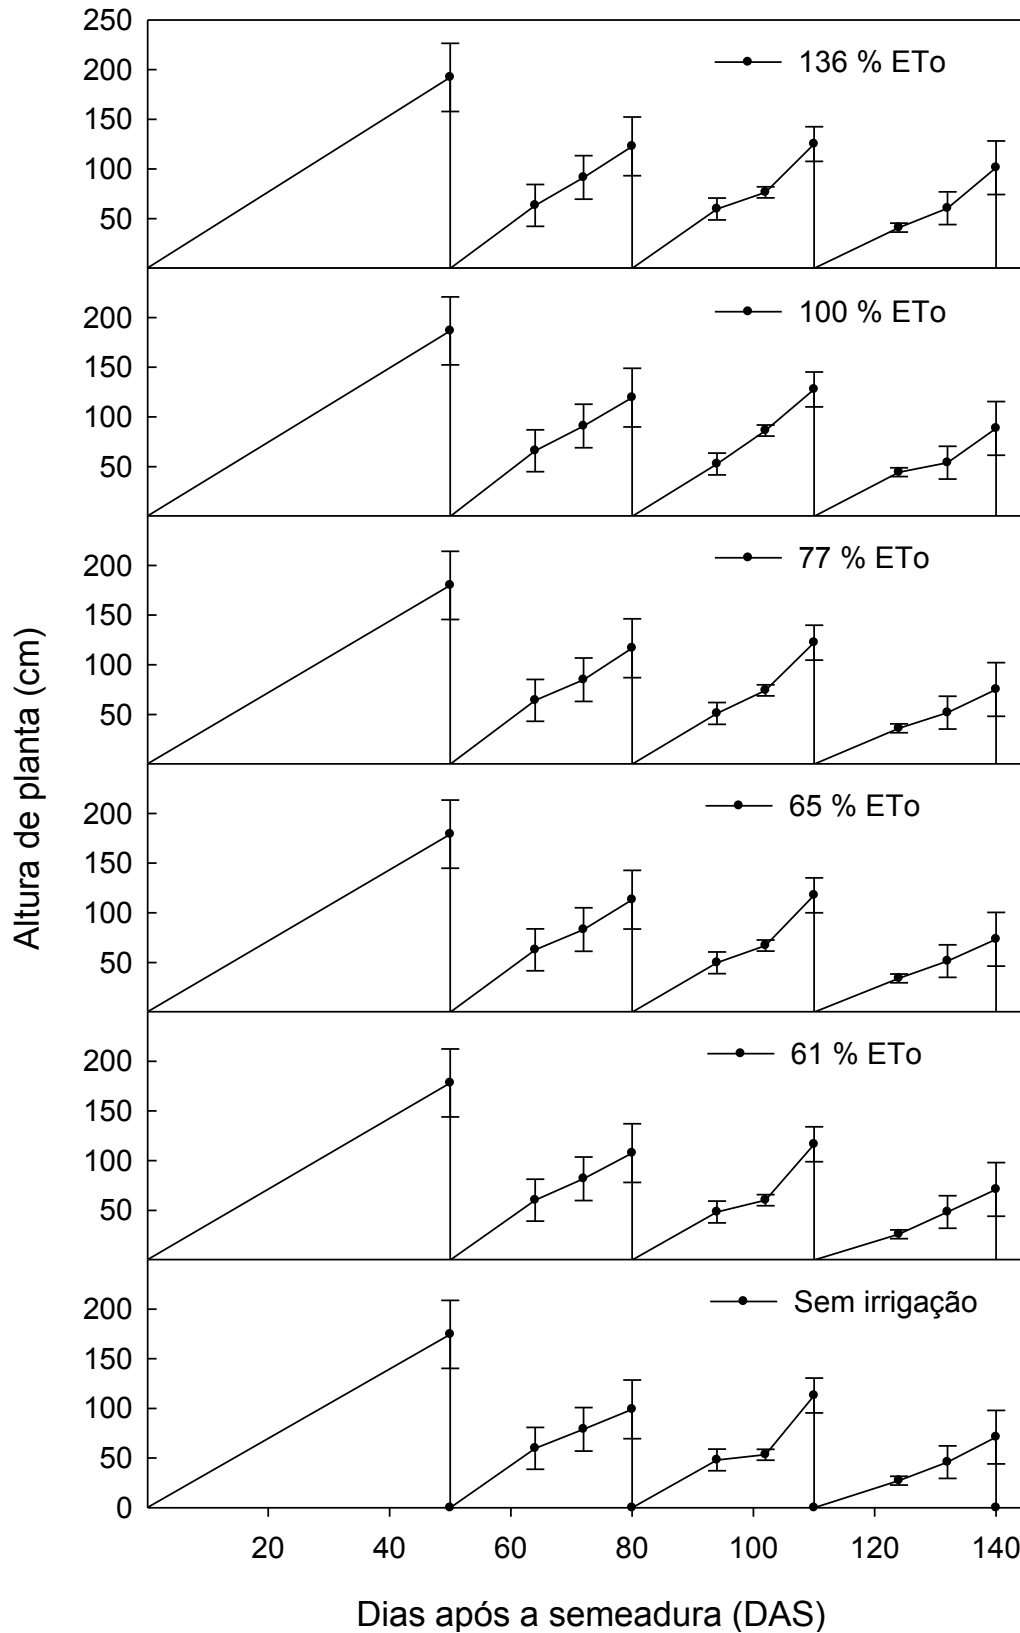 250
200
150
100
50
136 % ETo
200
150
100
50
100 % ETo
200
150
100
50
77 % ETo
200
150
100
50
65 % ETo
200
150
100
50
61 % ETo
200
150
100
50
0
Sem irrigação
Altura de planta (cm)
20 40 60 80 100 120 140
Dias após a semeadura (DAS)